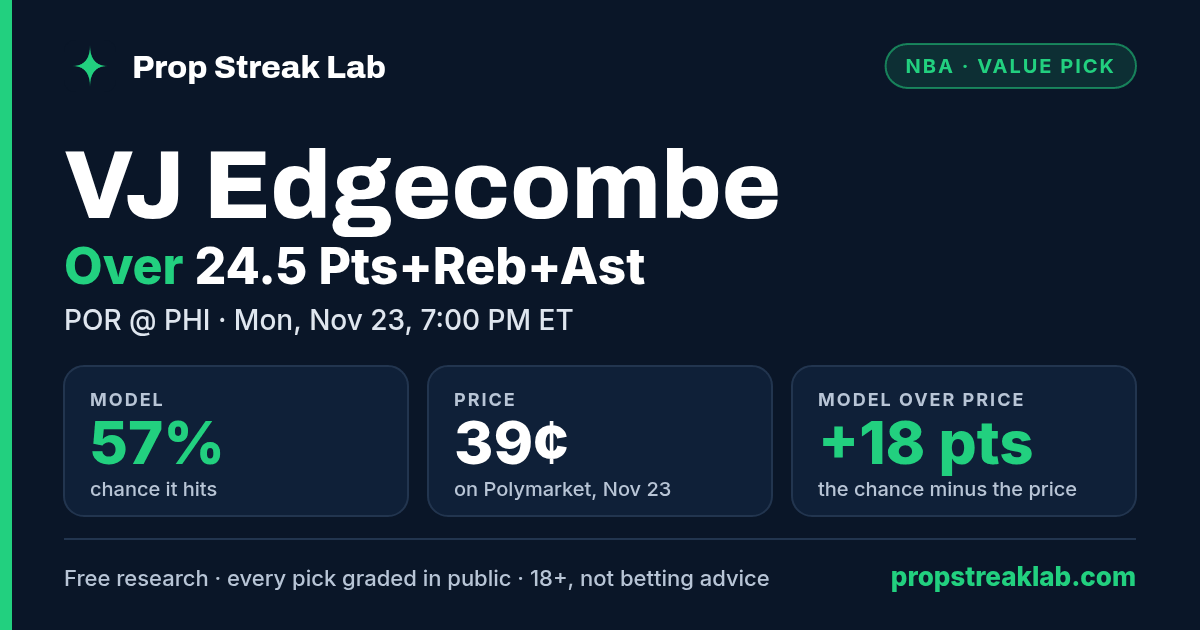 Prop Streak Lab
NBA · VALUE PICK
VJ Edgecombe
Over 24.5 Pts+Reb+Ast
POR @ PHI · Mon, Nov 23, 7:00 PM ET
MODEL
57%
chance it hits
PRICE
39¢
on Polymarket, Nov 23
MODEL OVER PRICE
+18 pts
the chance minus the price
Free research · every pick graded in public · 18+, not betting advice
propstreaklab.com